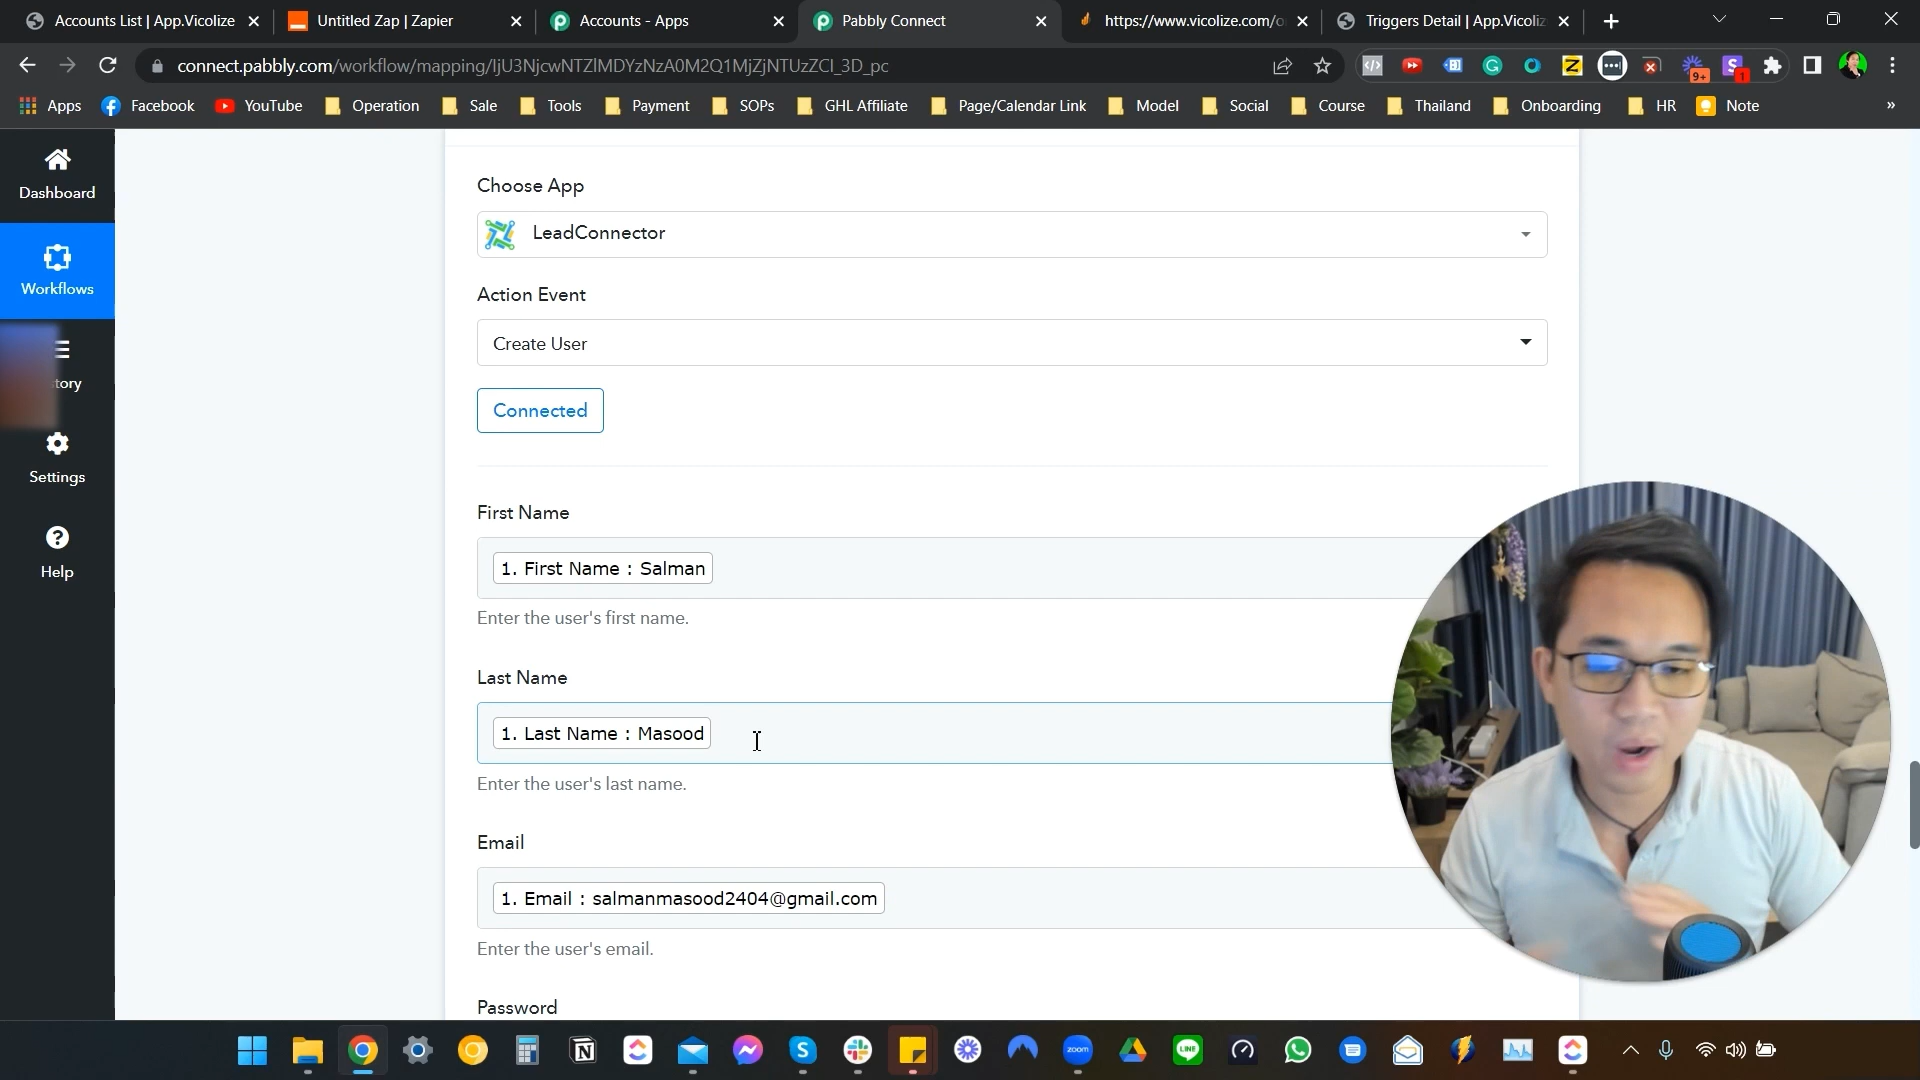 Accounts List | App.Vicolize
Untitled Zap | Zapier
Accounts - Apps
Pabbly Connect
https://www.vicolize.com/o
Triggers Detail | App.Vicoliz
connect.pabbly.com/workflow/mapping/IjU3NjcwNTZlMDYzNzA0M2Q1MjZjNTUzZCI_3D_pc
9+
1
Apps
Facebook
YouTube
Operation
Sale
Tools
Payment
SOPs
GHL Affiliate
Page/Calendar Link
Model
Social
Course
Thailand
Onboarding
HR
Note
»
Dashboard
Workflows
tory
Settings
Help
Choose App
LeadConnector
Action Event
Create User
Connected
First Name
1. First Name : Salman
Enter the user's first name.
Last Name
1. Last Name : Masood
Enter the user's last name.
Email
1. Email : salmanmasood2404@gmail.com
Enter the user's email.
Password
zoom
LINE